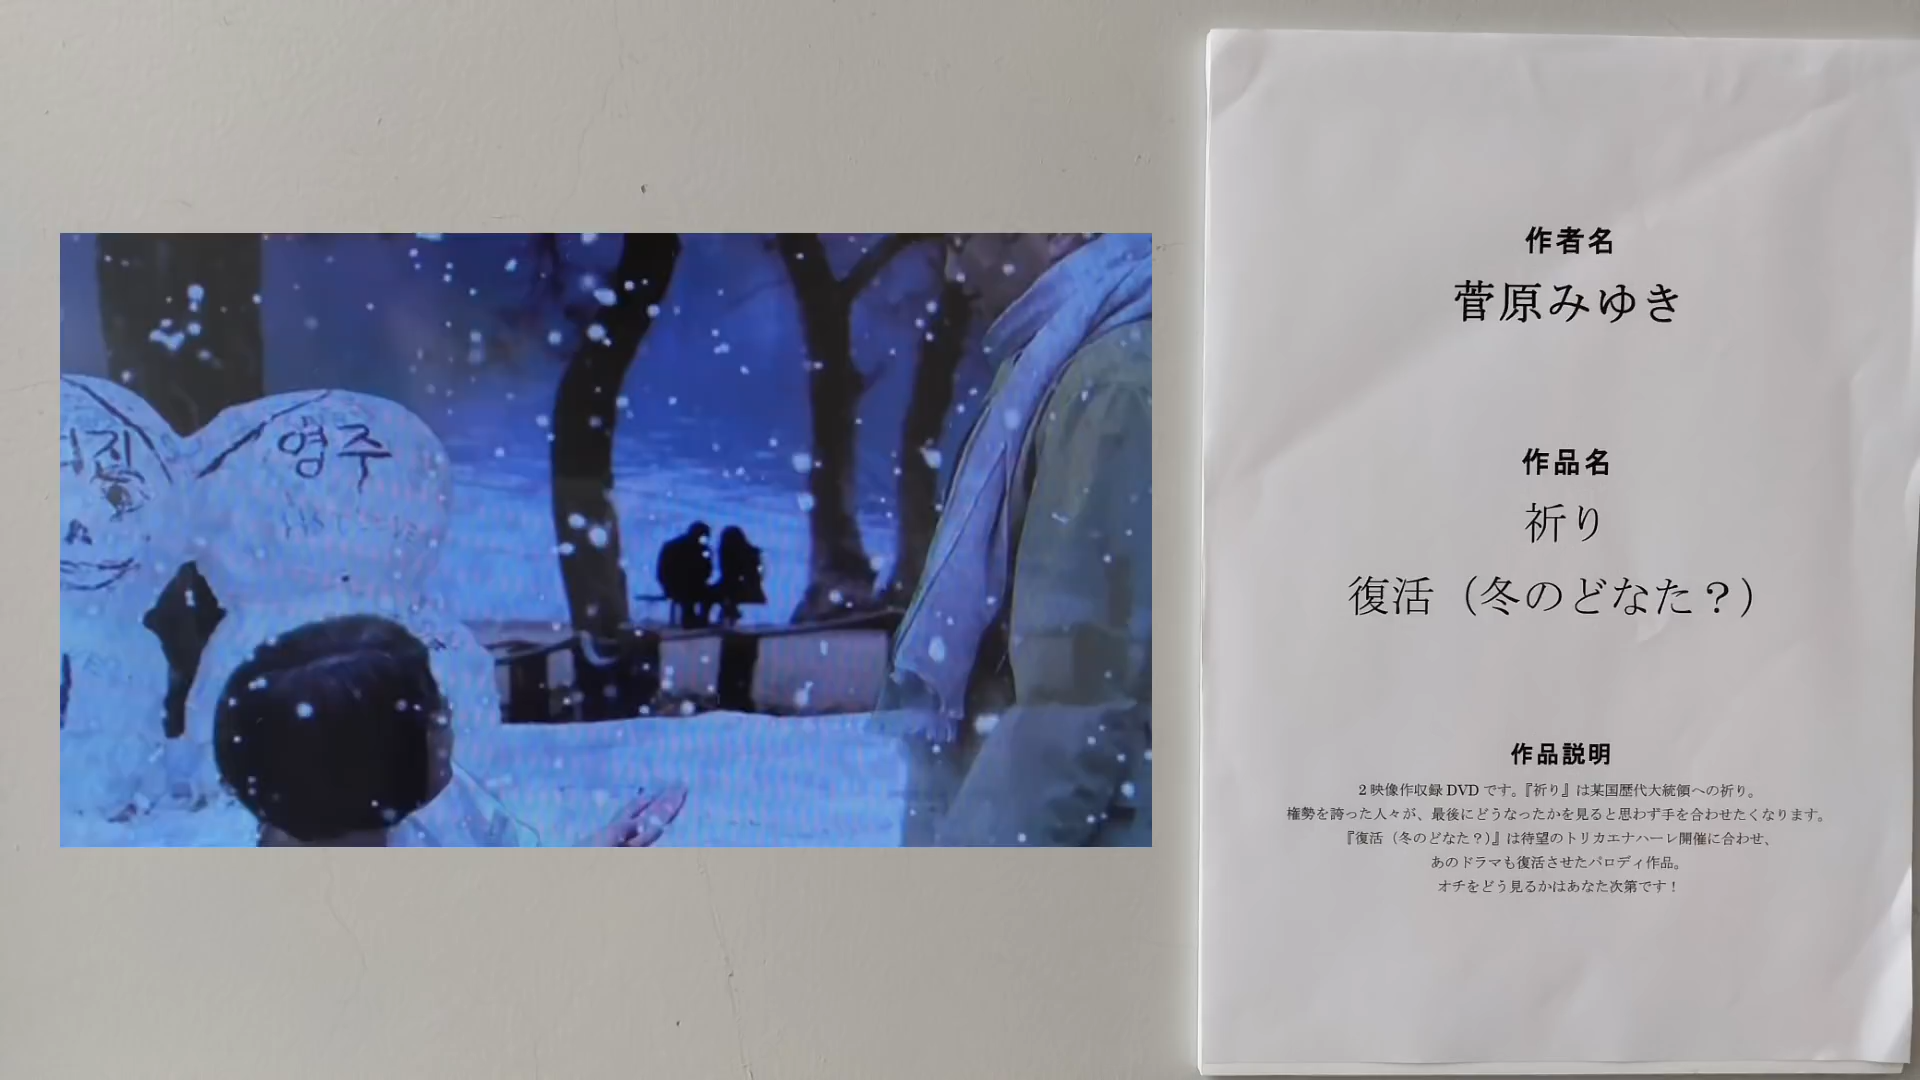 영주
作者名
菅原みゆき
作品名
祈り
復活（冬のどなた？）
作品説明
2映像作収録DVDです。『祈り』は某国歴代大統領への祈り。
権勢を誇った人々が、最後にどうなったかを見ると思わず手を合わせたくなります。
『復活（冬のどなた？）』は待望のトリカエナハーレ開催に合わせ、
あのドラマも復活させたパロディ作品。
オチをどう見るかはあなた次第です！